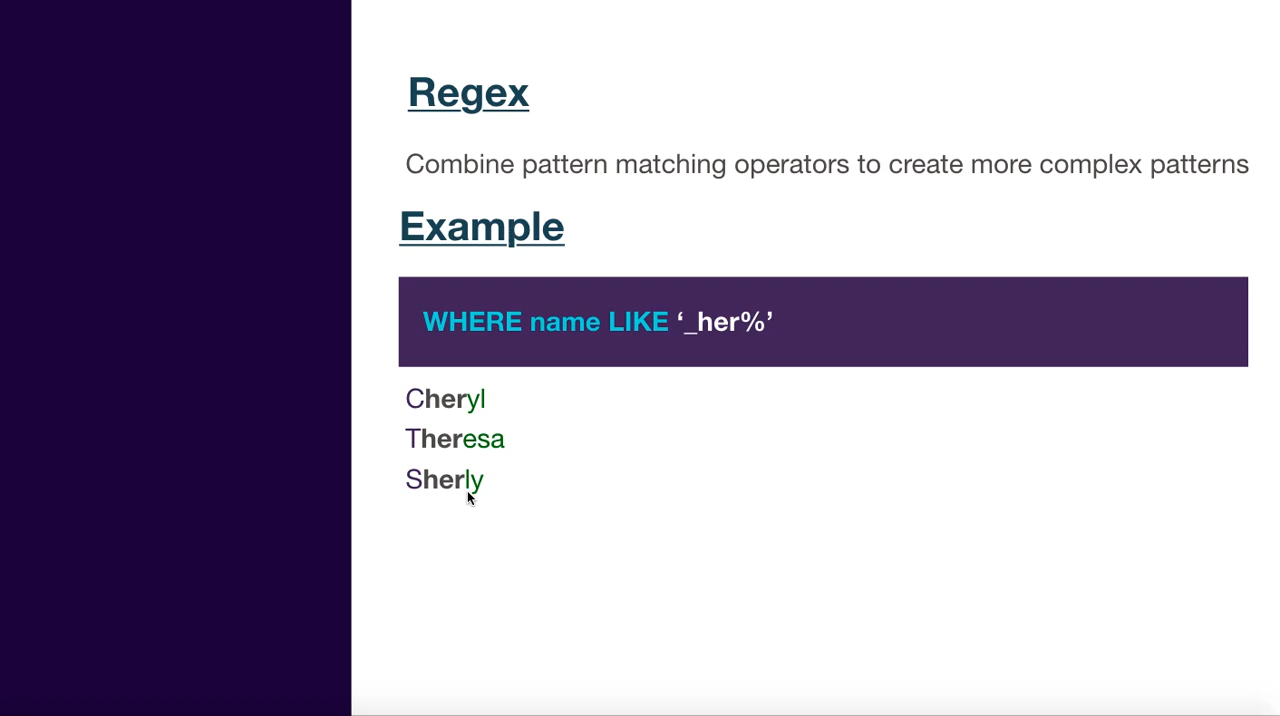 Regex
Combine pattern matching operators to create more complex patterns
Example
WHERE name LIKE ‘_her%’
Cheryl
Theresa
Sherly